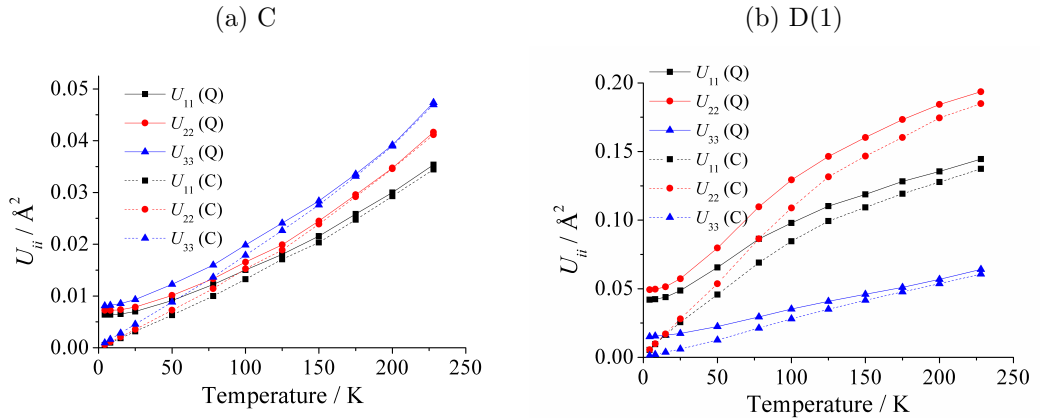 (a) C
0.05
0.04
0.03
0.02
0.01
0.00
U_ii / Å²
U₁₁ (Q)
U₂₂ (Q)
U₃₃ (Q)
U₁₁ (C)
U₂₂ (C)
U₃₃ (C)
0 50 100 150 200 250
Temperature / K
(b) D(1)
0.20
0.15
0.10
0.05
0.00
U_ii / Å²
U₁₁ (Q)
U₂₂ (Q)
U₃₃ (Q)
U₁₁ (C)
U₂₂ (C)
U₃₃ (C)
0 50 100 150 200 250
Temperature / K